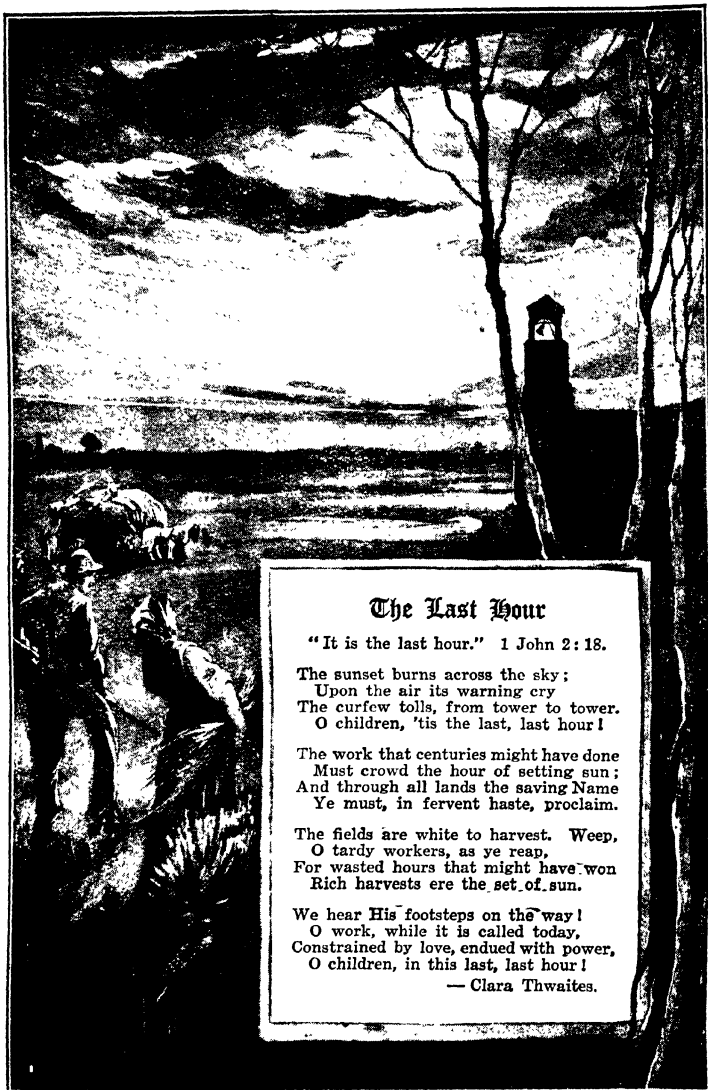 The Last Hour
"It is the last hour." 1 John 2:18.
The sunset burns across the sky;
Upon the air its warning cry
The curfew tolls, from tower to tower.
O children, 'tis the last, last hour!
The work that centuries might have done
Must crowd the hour of setting sun;
And through all lands the saving Name
Ye must, in fervent haste, proclaim.
The fields are white to harvest. Weep,
O tardy workers, as ye reap,
For wasted hours that might have won
Rich harvests ere the set of sun.
We hear His footsteps on the way!
O work, while it is called today,
Constrained by love, endued with power,
O children, in this last, last hour!
— Clara Thwaites.